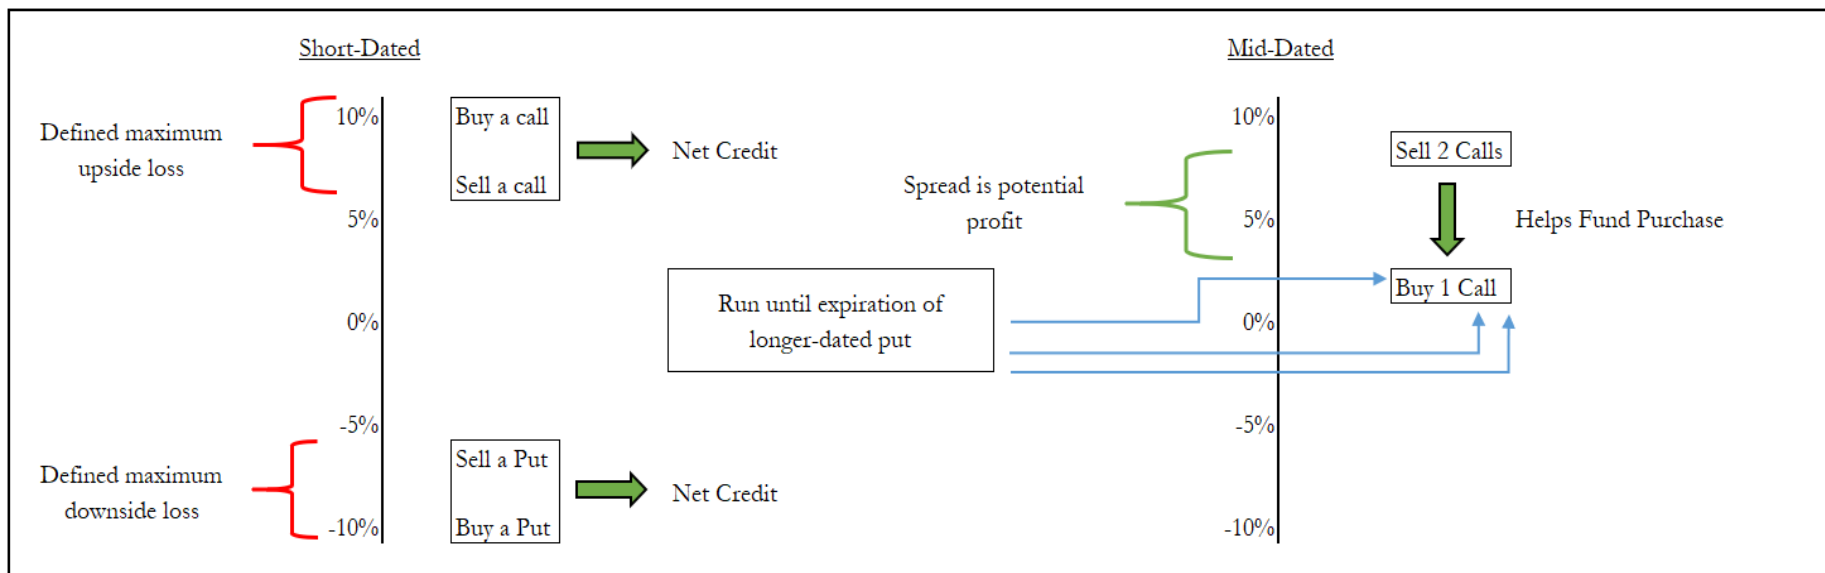 Short-Dated
Mid-Dated
10%
Buy a call
Defined maximum
upside loss
Net Credit
Sell a call
5%
0%
-5%
Sell a Put
Defined maximum
downside loss
Net Credit
-10%
Buy a Put
Run until expiration of
longer-dated put
10%
Sell 2 Calls
Spread is potential
profit
5%
Helps Fund Purchase
Buy 1 Call
0%
-5%
-10%